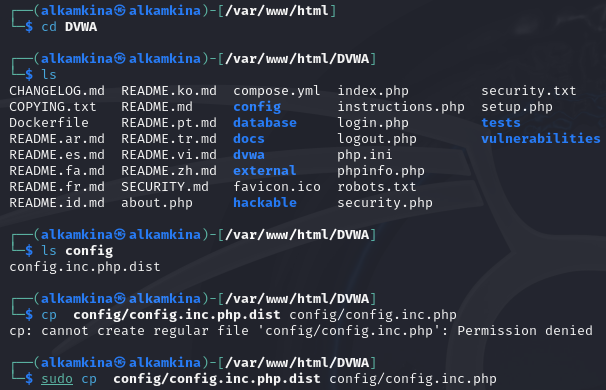 ┌──(alkamkina㉿alkamkina)-[/var/www/html]
└─$ cd DVWA
┌──(alkamkina㉿alkamkina)-[/var/www/html/DVWA]
└─$ ls
CHANGELOG.md README.ko.md compose.yml index.php security.txt
COPYING.txt README.md config instructions.php setup.php
Dockerfile README.pt.md database login.php tests
README.ar.md README.tr.md docs logout.php vulnerabilities
README.es.md README.vi.md dvwa php.ini
README.fa.md README.zh.md external phpinfo.php
README.fr.md SECURITY.md favicon.ico robots.txt
README.id.md about.php hackable security.php
┌──(alkamkina㉿alkamkina)-[/var/www/html/DVWA]
└─$ ls config
config.inc.php.dist
┌──(alkamkina㉿alkamkina)-[/var/www/html/DVWA]
└─$ cp  config/config.inc.php.dist config/config.inc.php
cp: cannot create regular file 'config/config.inc.php': Permission denied
┌──(alkamkina㉿alkamkina)-[/var/www/html/DVWA]
└─$ sudo cp  config/config.inc.php.dist config/config.inc.php